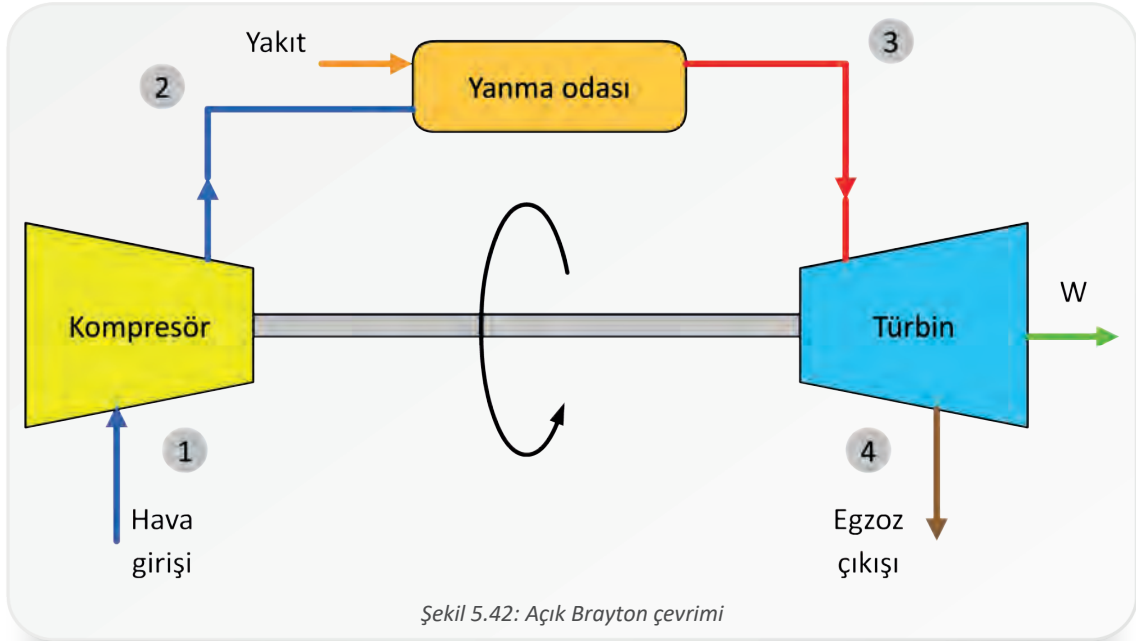 Yakıt
3
2
Yanma odası
Kompresör
Türbin
W
1
4
Hava
girişi
Egzoz
çıkışı
Şekil 5.42: Açık Brayton çevrimi